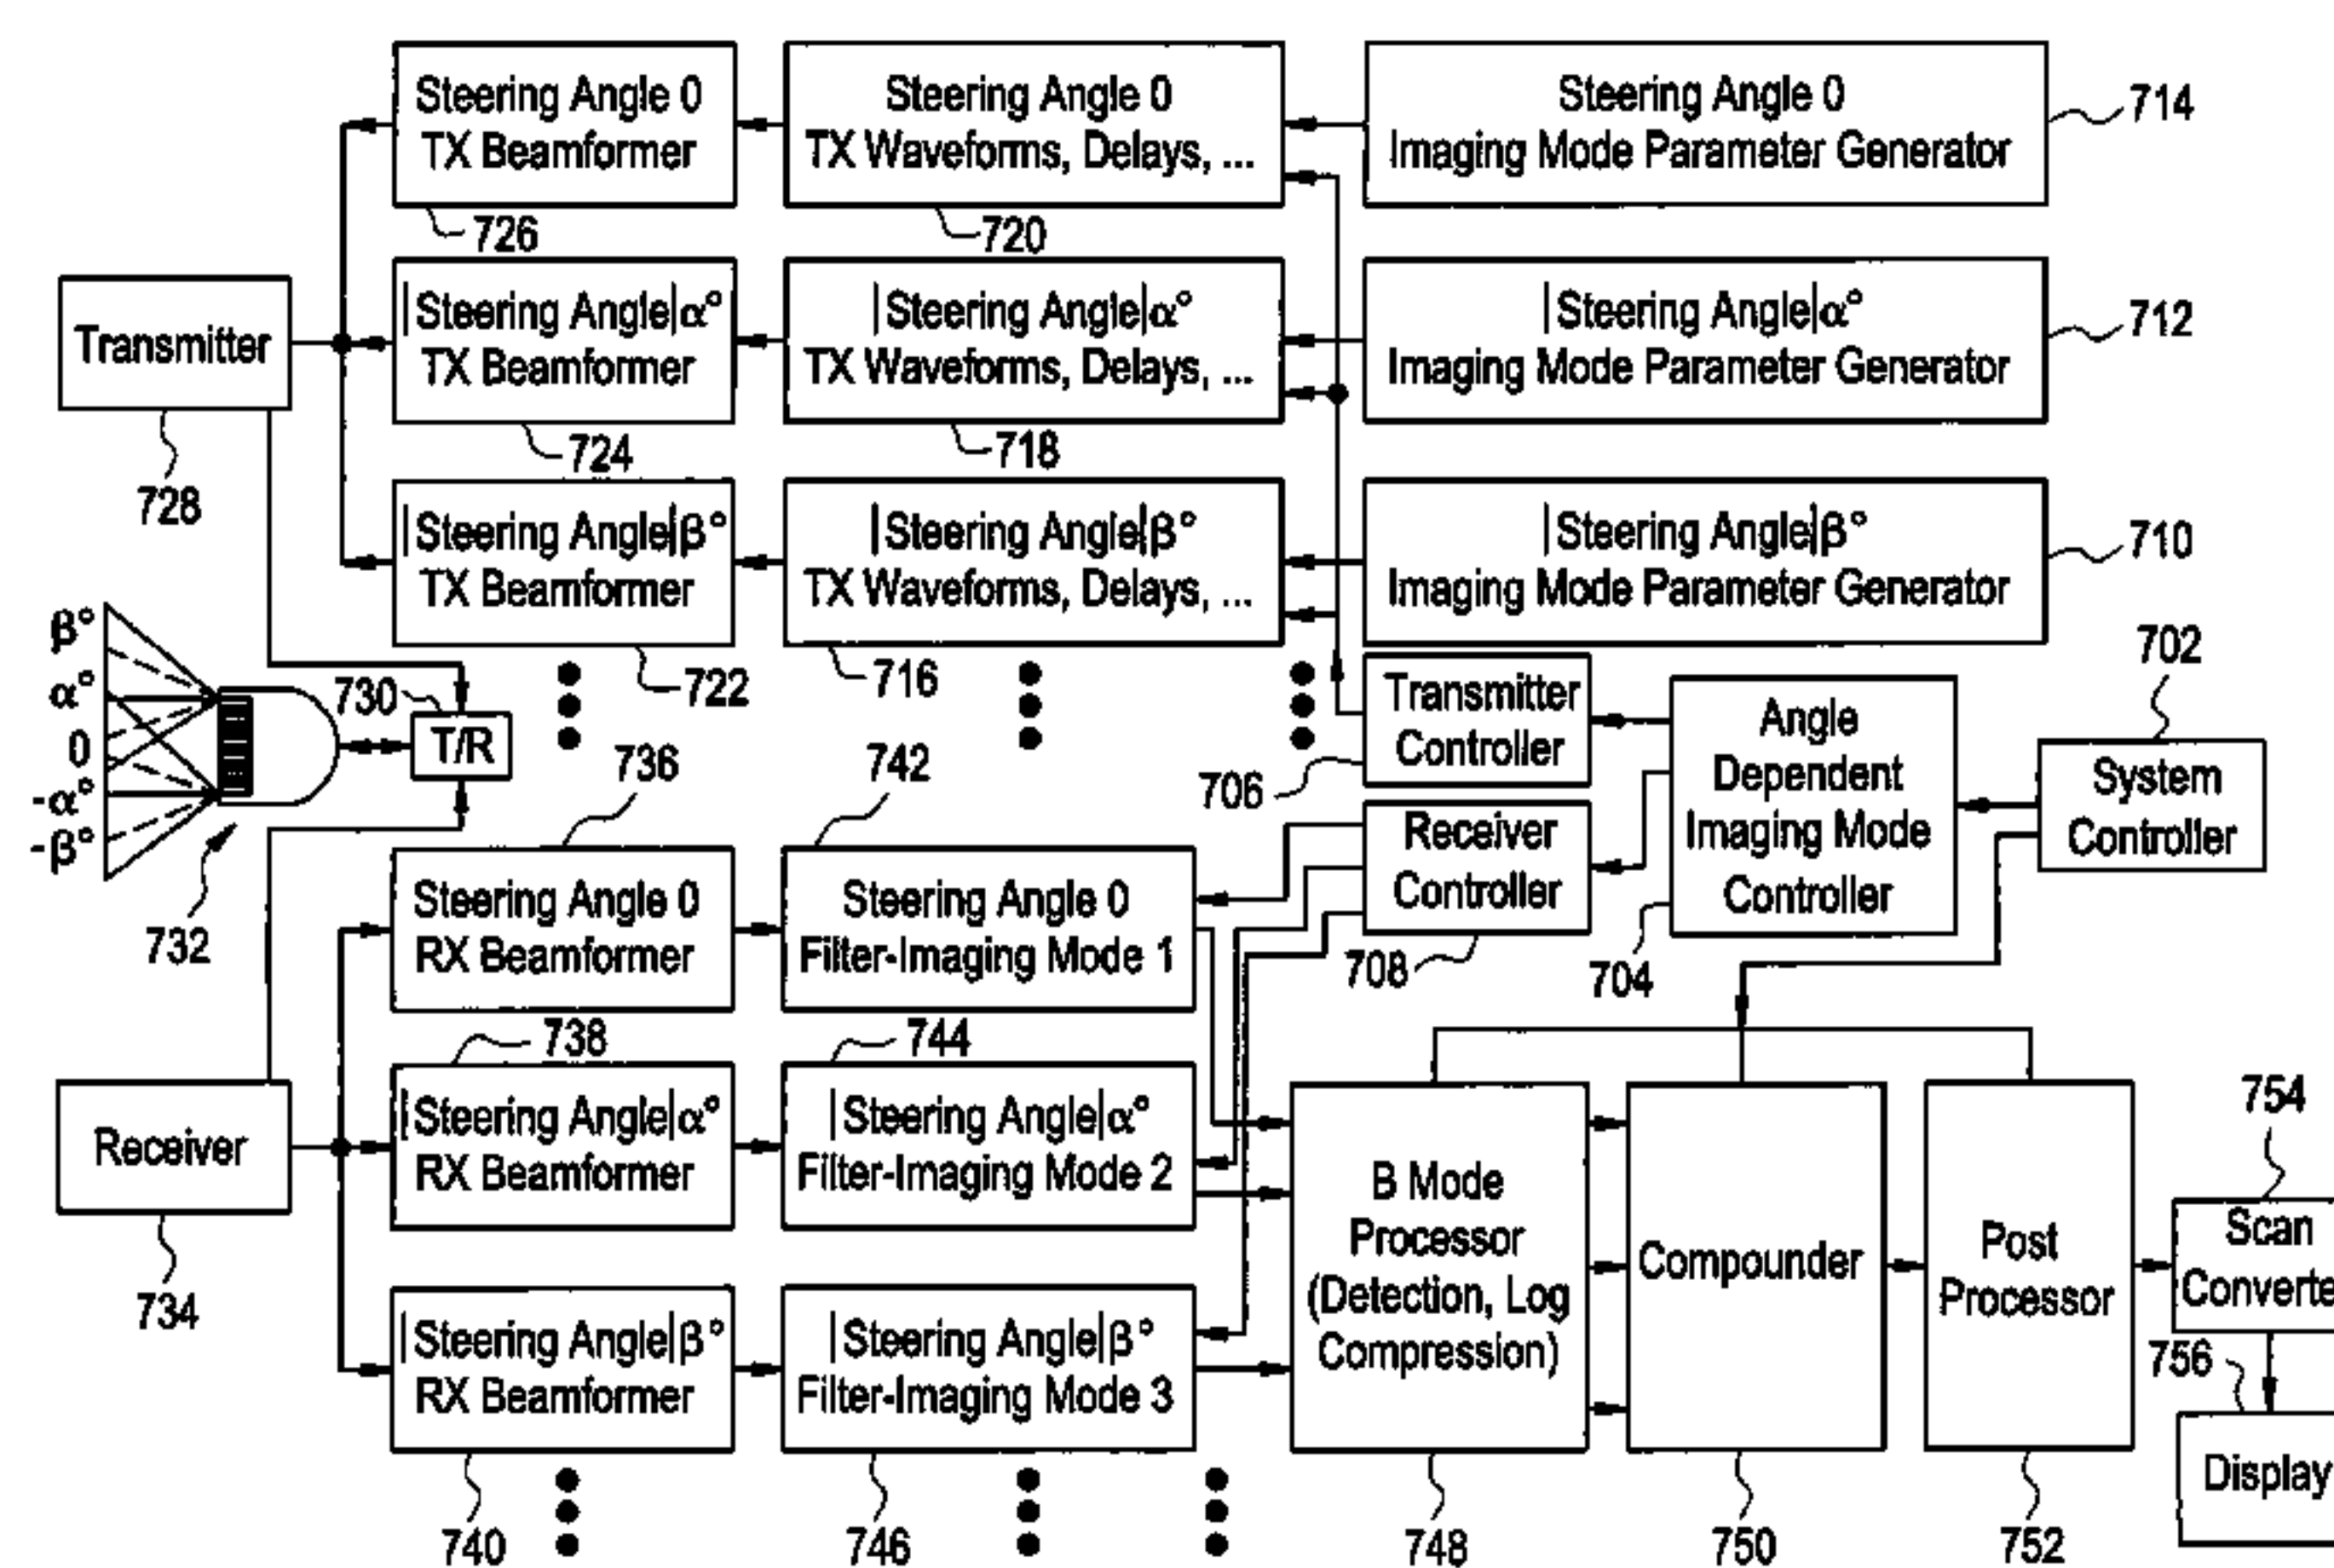 Steering Angle 0
TX Beamformer
726
Steering Angle 0
TX Waveforms, Delays, ...
720
Steering Angle 0
Imaging Mode Parameter Generator
714
Transmitter
728
|Steering Angle|α°
TX Beamformer
724
|Steering Angle|α°
TX Waveforms, Delays, ...
718
|Steering Angle|α°
Imaging Mode Parameter Generator
712
|Steering Angle|β°
TX Beamformer
722
|Steering Angle|β°
TX Waveforms, Delays, ...
716
|Steering Angle|β°
Imaging Mode Parameter Generator
710
β°
α°
0
-α°
-β°
732
730
T/R
Transmitter
Controller
706
Receiver
Controller
708
Angle
Dependent
Imaging Mode
Controller
704
702
System
Controller
736
Steering Angle 0
RX Beamformer
742
Steering Angle 0
Filter-Imaging Mode 1
Receiver
734
738
|Steering Angle|α°
RX Beamformer
744
|Steering Angle|α°
Filter-Imaging Mode 2
|Steering Angle|β°
RX Beamformer
740
|Steering Angle|β°
Filter-Imaging Mode 3
746
B Mode
Processor
(Detection, Log
Compression)
748
Compounder
750
Post
Processor
752
754
Scan
Converte
756
Display